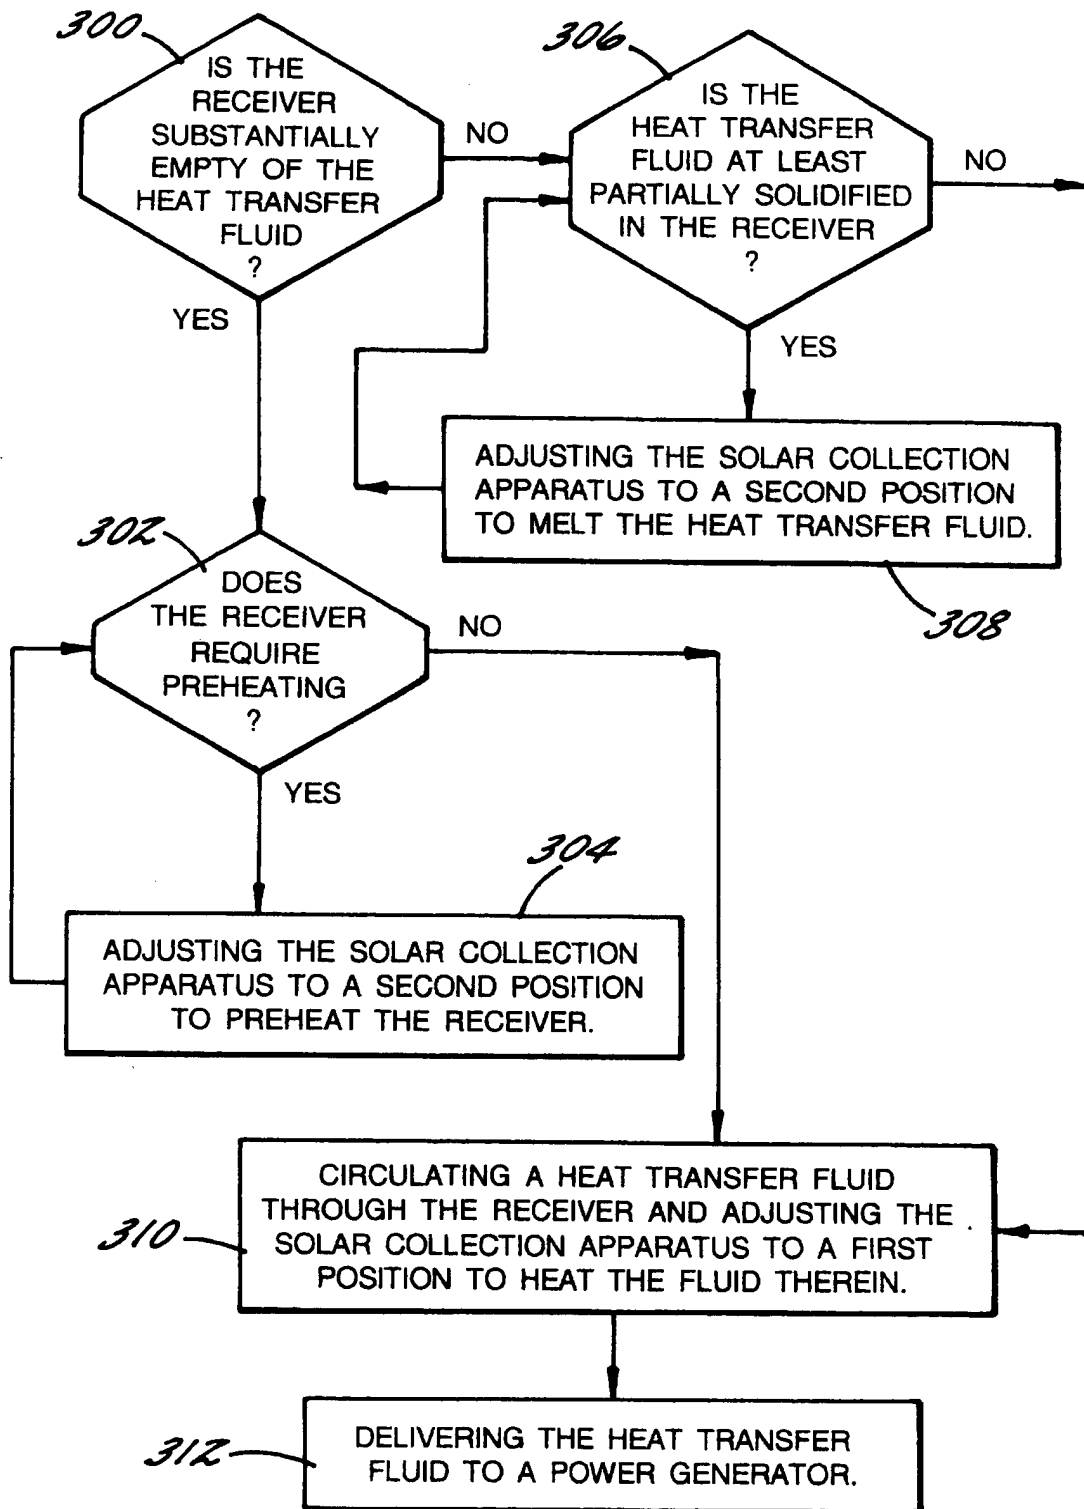 300
IS THE
RECEIVER
SUBSTANTIALLY
EMPTY OF THE
HEAT TRANSFER
FLUID
?
NO
YES
306
IS THE
HEAT TRANSFER
FLUID AT LEAST
PARTIALLY SOLIDIFIED
IN THE RECEIVER
?
NO
YES
ADJUSTING THE SOLAR COLLECTION
APPARATUS TO A SECOND POSITION
TO MELT THE HEAT TRANSFER FLUID.
308
302
DOES
THE RECEIVER
REQUIRE
PREHEATING
?
NO
YES
304
ADJUSTING THE SOLAR COLLECTION
APPARATUS TO A SECOND POSITION
TO PREHEAT THE RECEIVER.
310
CIRCULATING A HEAT TRANSFER FLUID
THROUGH THE RECEIVER AND ADJUSTING THE
SOLAR COLLECTION APPARATUS TO A FIRST
POSITION TO HEAT THE FLUID THEREIN.
312
DELIVERING THE HEAT TRANSFER
FLUID TO A POWER GENERATOR.